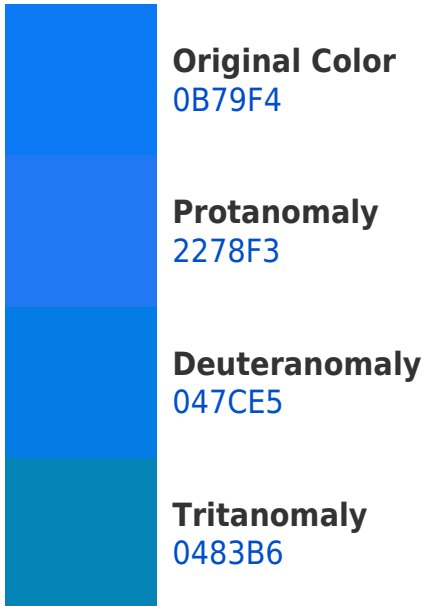 Original Color
0B79F4
Protanomaly
2278F3
Deuteranomaly
047CE5
Tritanomaly
0483B6